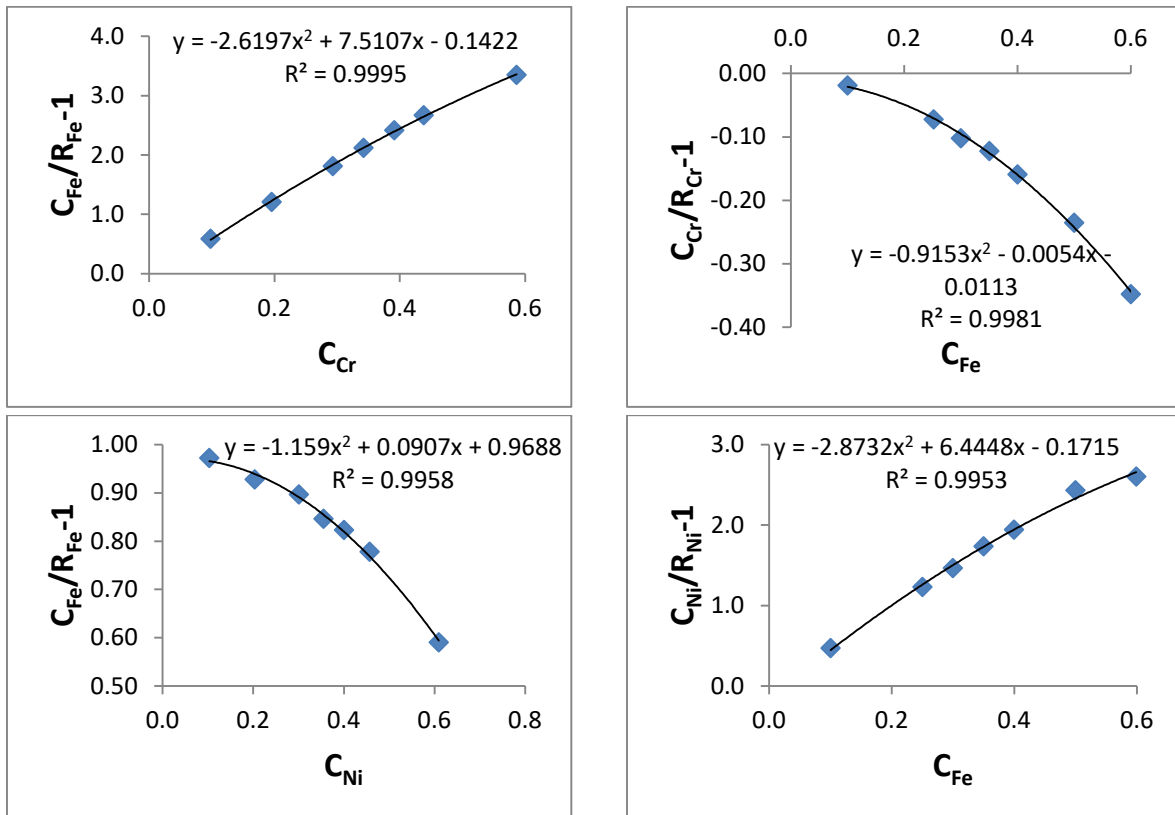 y = -2.6197x² + 7.5107x - 0.1422
R² = 0.9995
4.0
3.0
2.0
1.0
0.0
0.0 0.2 0.4 0.6
C_Fe/R_Fe-1
C_Cr
0.0 0.2 0.4 0.6
0.00
-0.10
-0.20
-0.30
-0.40
C_Cr/R_Cr-1
y = -0.9153x² - 0.0054x -
0.0113
R² = 0.9981
C_Fe
y = -1.159x² + 0.0907x + 0.9688
R² = 0.9958
1.00
0.90
0.80
0.70
0.60
0.50
0.0 0.2 0.4 0.6 0.8
C_Fe/R_Fe-1
C_Ni
y = -2.8732x² + 6.4448x - 0.1715
R² = 0.9953
3.0
2.0
1.0
0.0
0.0 0.2 0.4 0.6
C_Ni/R_Ni-1
C_Fe